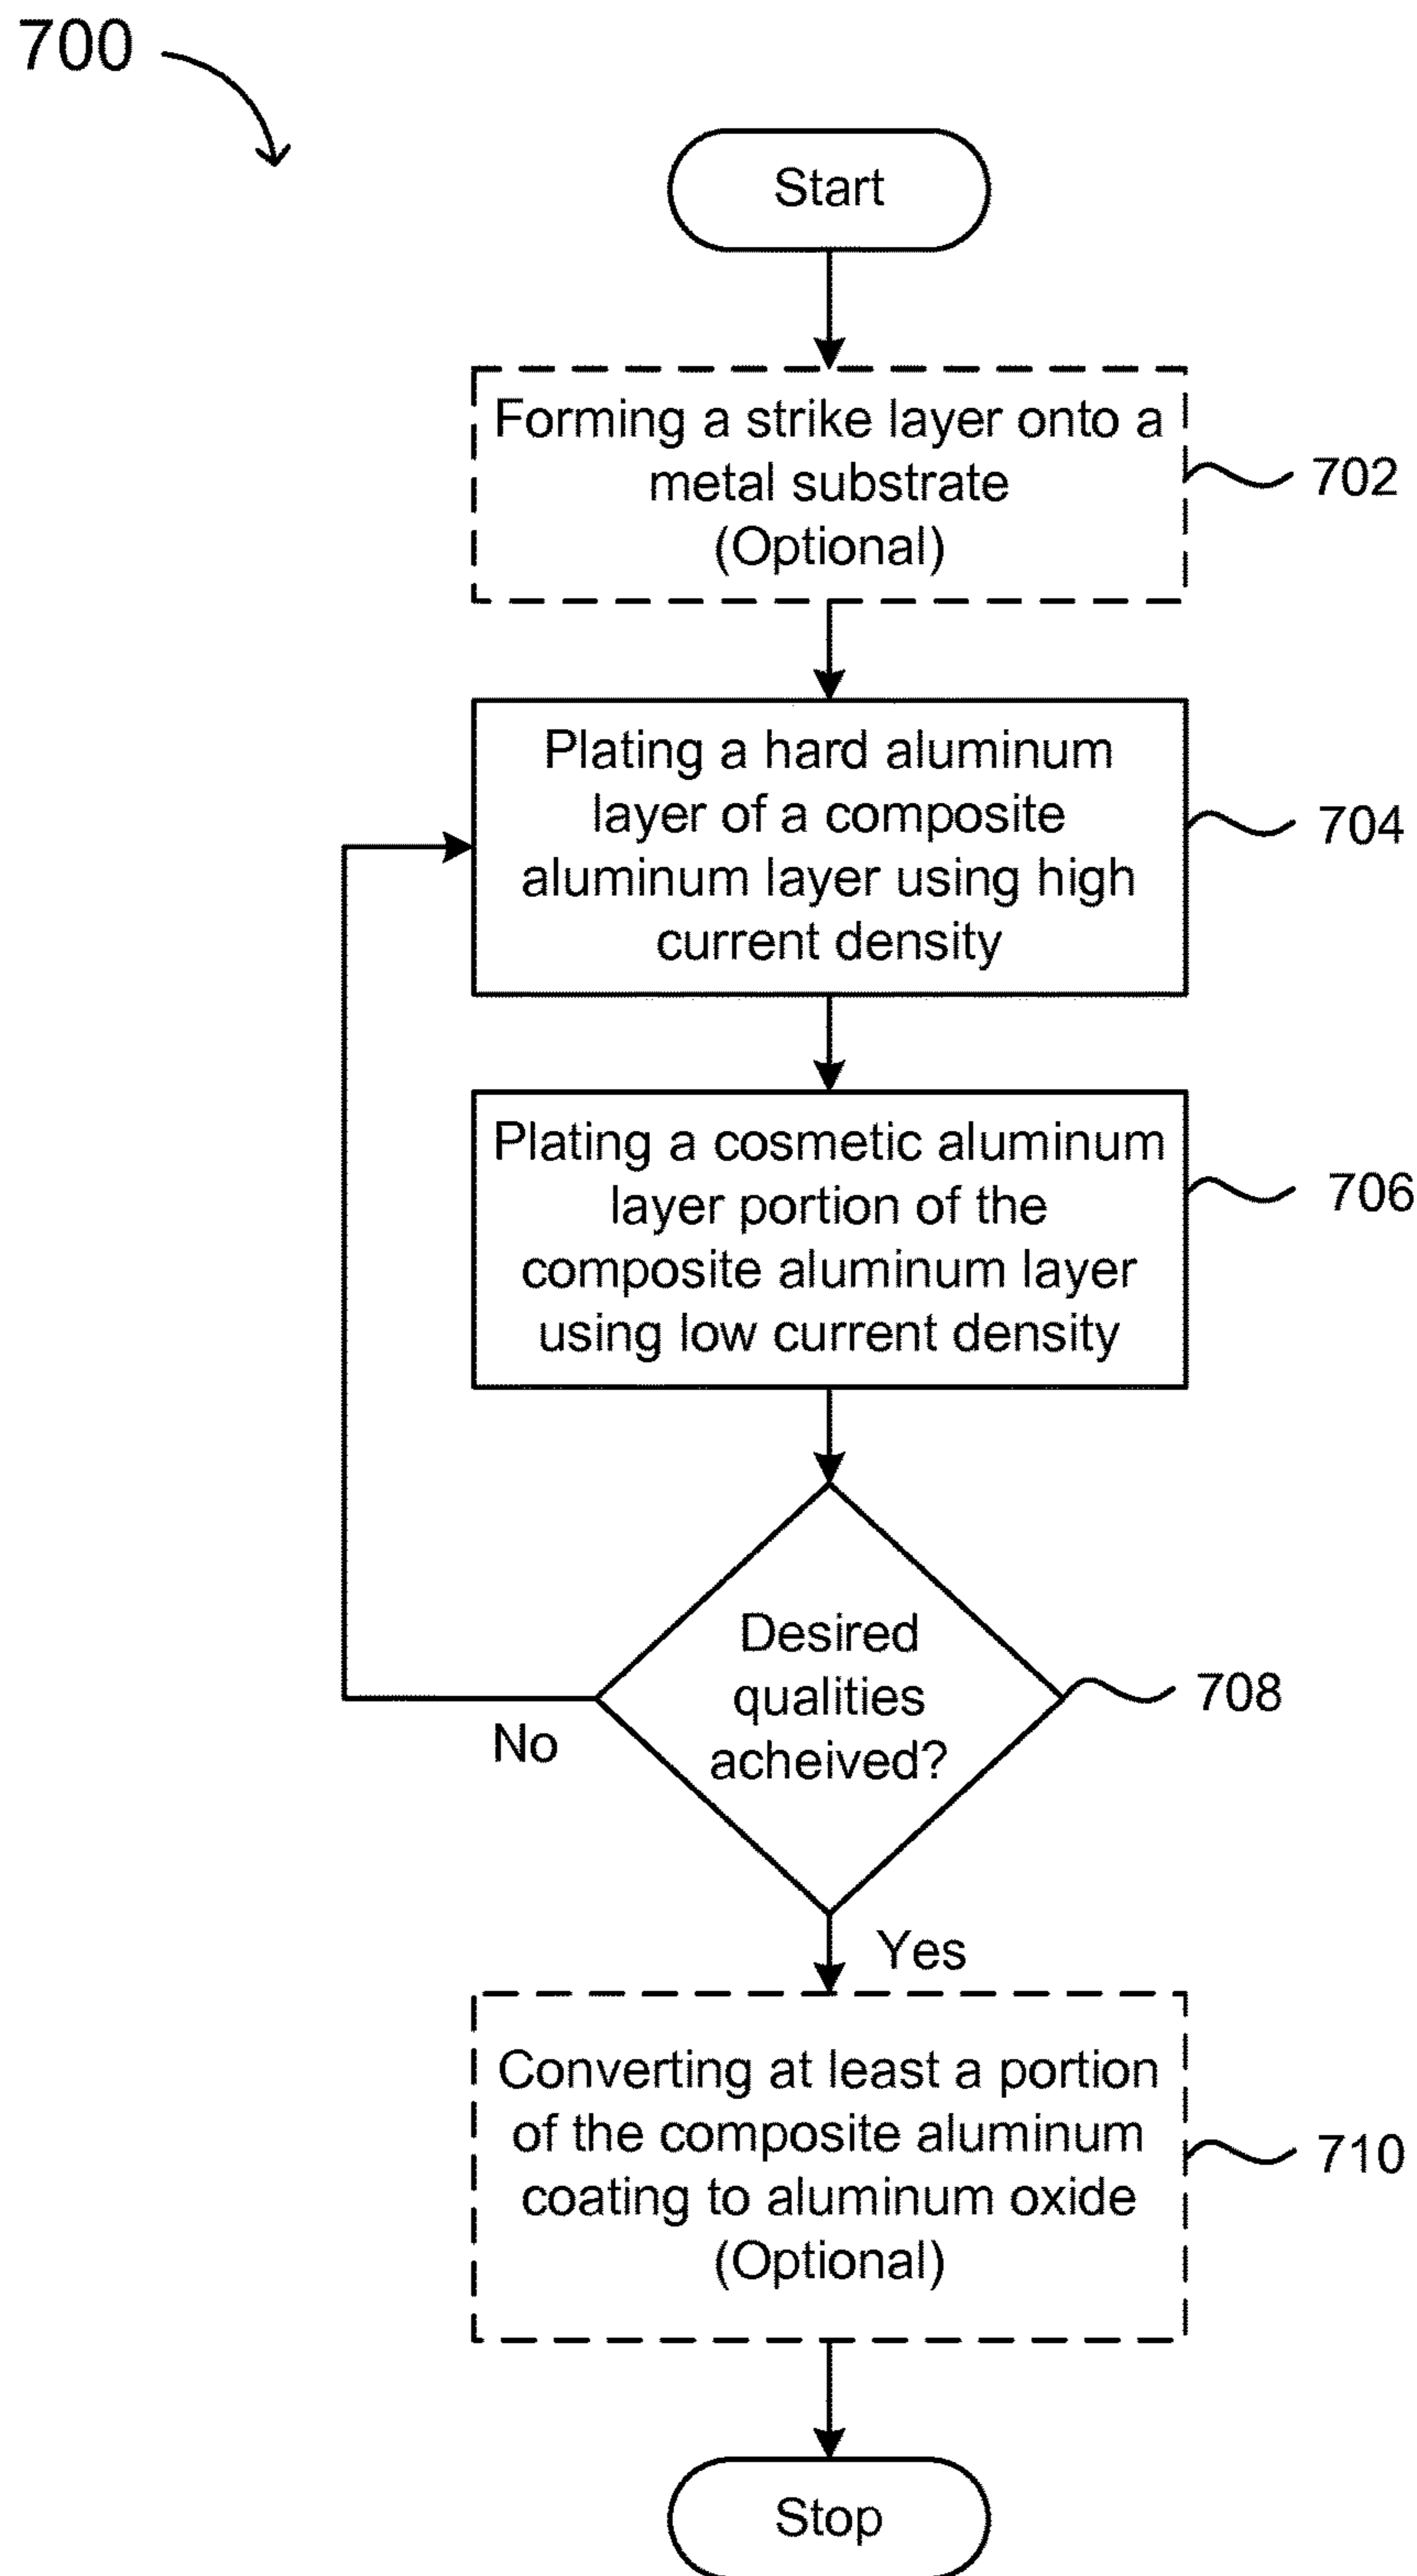 700
Start
Forming a strike layer onto a
metal substrate
(Optional)
702
Plating a hard aluminum
layer of a composite
aluminum layer using high
current density
704
Plating a cosmetic aluminum
layer portion of the
composite aluminum layer
using low current density
706
Desired
qualities
acheived?
708
No
Yes
Converting at least a portion
of the composite aluminum
coating to aluminum oxide
(Optional)
710
Stop